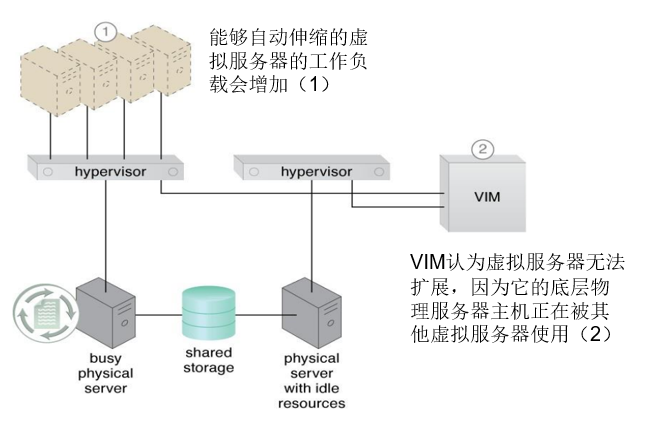 1
能够自动伸缩的虚
拟服务器的工作负
载会增加（1）
hypervisor
hypervisor
2
VIM
VIM认为虚拟服务器无法
扩展，因为它的底层物
理服务器主机正在被其
他虚拟服务器使用（2）
busy
physical
server
shared
storage
physical
server
with idle
resources